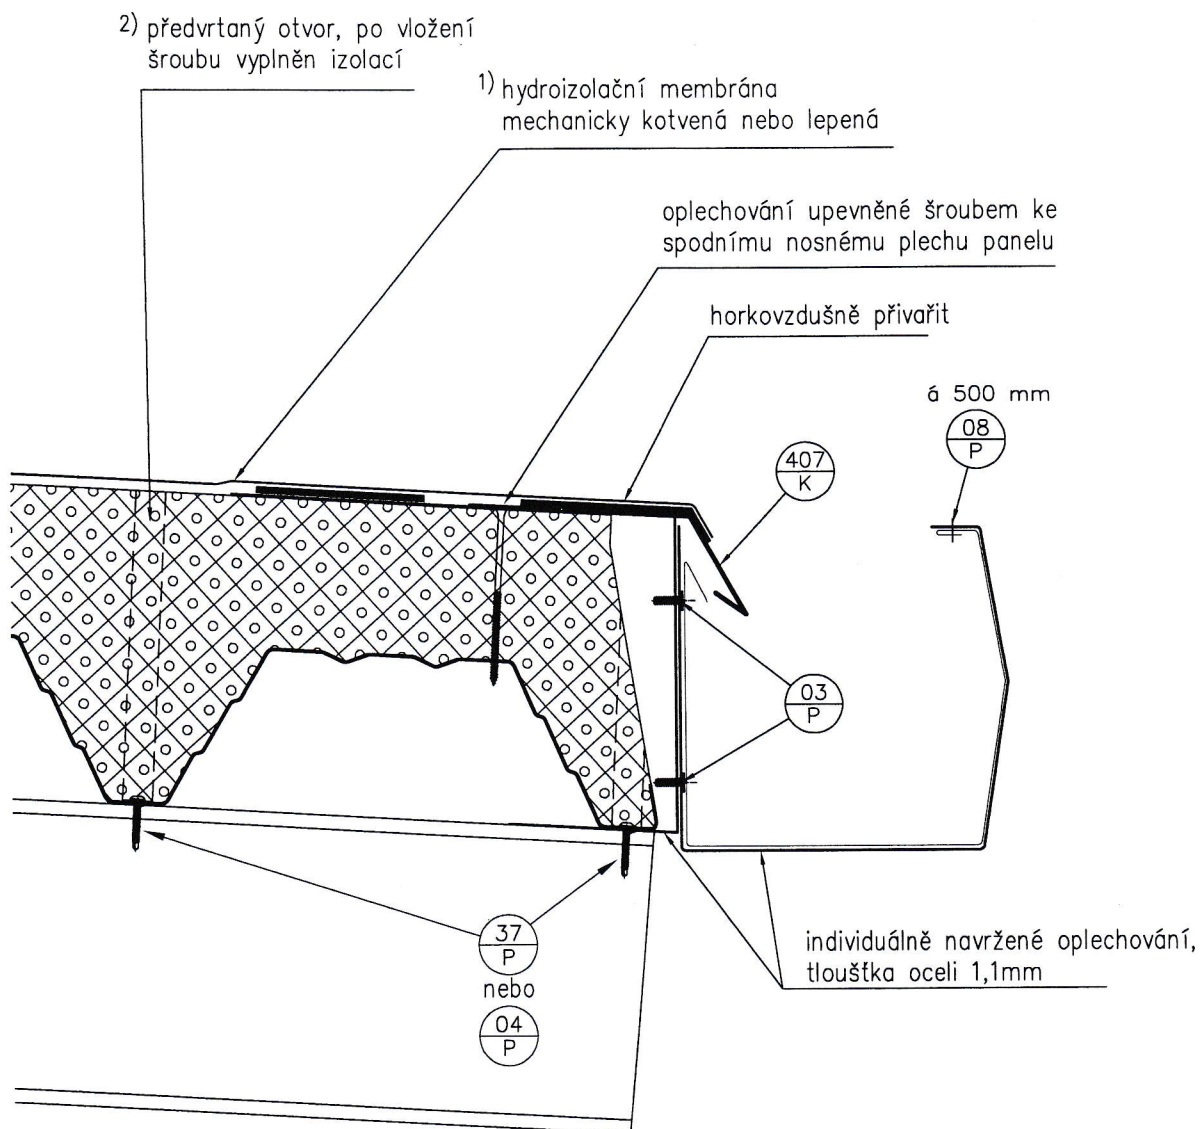 2) předvrtaný otvor, po vložení
šroubu vyplněn izolací
1) hydroizolační membrána
mechanicky kotvená nebo lepená
oplechování upevněné šroubem ke
spodnímu nosnému plechu panelu
horkovzdušně přivařit
á 500 mm
08
P
407
K
03
P
37
P
nebo
04
P
individuálně navržené oplechování,
tloušťka oceli 1,1mm